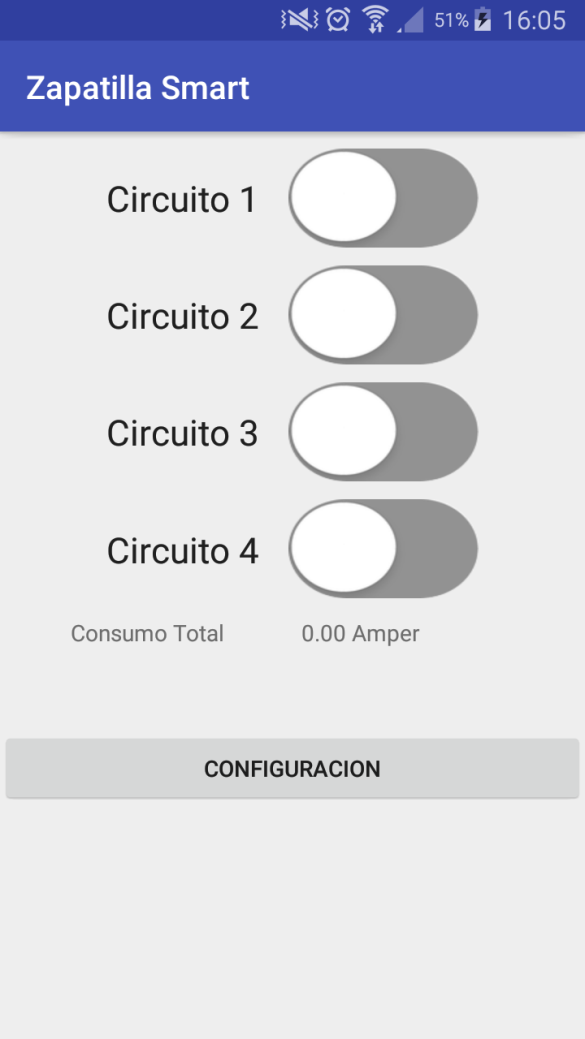 51% 16:05
Zapatilla Smart
Circuito 1
Circuito 2
Circuito 3
Circuito 4
Consumo Total 0.00 Amper
CONFIGURACION